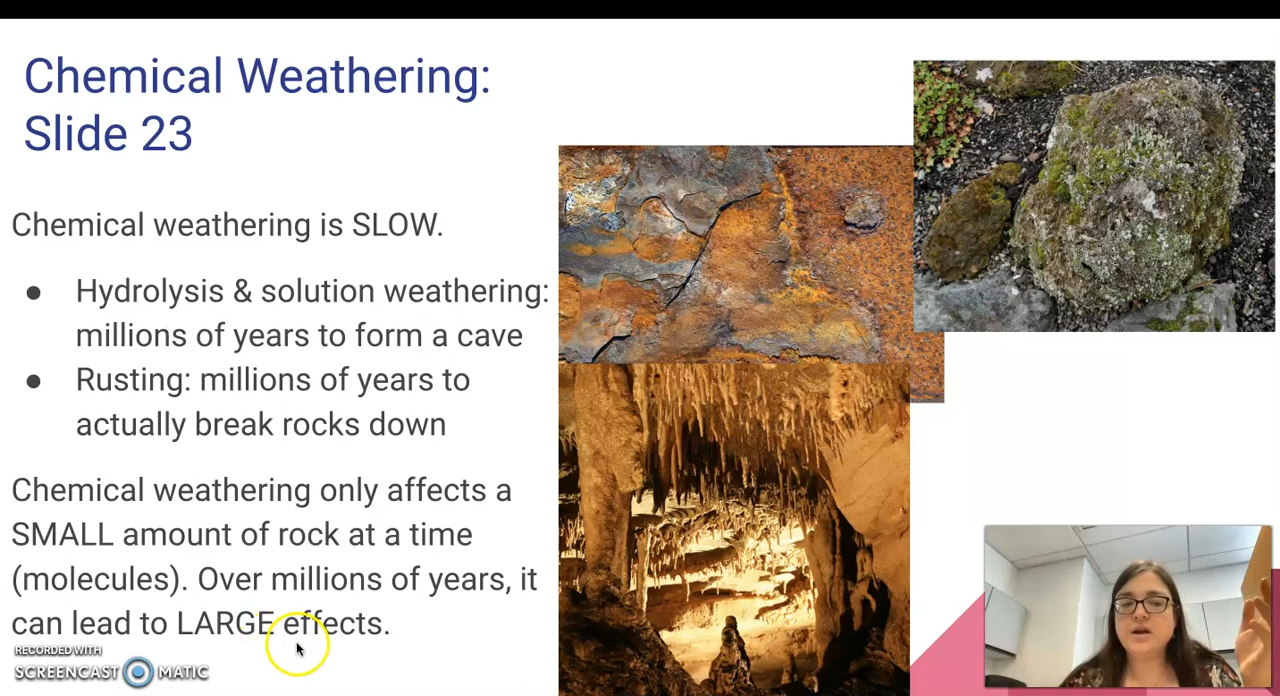 Chemical Weathering:
Slide 23
Chemical weathering is SLOW.
● Hydrolysis & solution weathering:
millions of years to form a cave
● Rusting: millions of years to
actually break rocks down
Chemical weathering only affects a
SMALL amount of rock at a time
(molecules). Over millions of years, it
can lead to LARGE effects.
RECORDED WITH
SCREENCAST MATIC